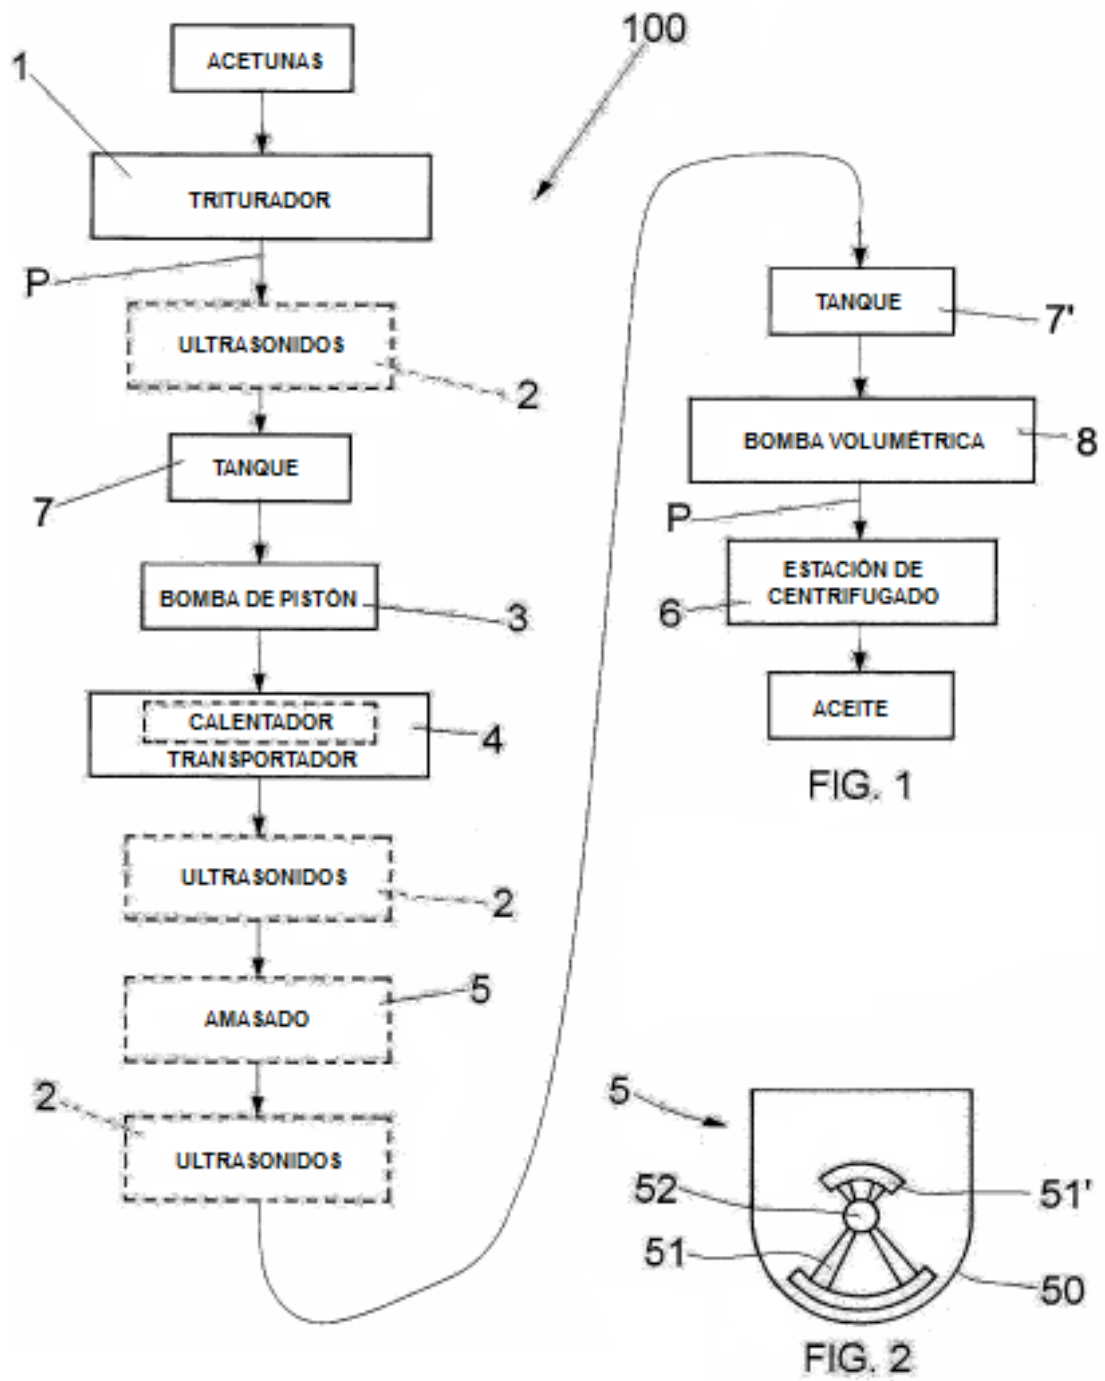 100
ACETUNAS
1
TRITURADOR
P
ULTRASONIDOS
2
TANQUE
7
BOMBA DE PISTÓN
3
CALENTADOR
4
TRANSPORTADOR
ULTRASONIDOS
2
AMASADO
5
2
ULTRASONIDOS
TANQUE
7'
BOMBA VOLUMÉTRICA
8
P
ESTACIÓN DE
CENTRIFUGADO
6
ACEITE
FIG. 1
5
52
51'
51
50
FIG. 2